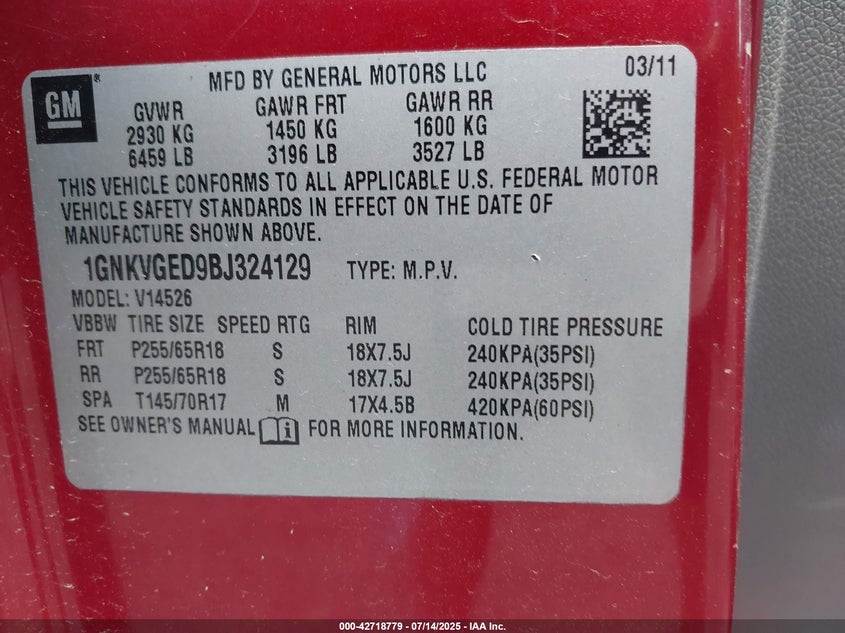 GM ®
MFD BY GENERAL MOTORS LLC
03/11
GVWR GAWR FRT GAWR RR
2930 KG 1450 KG 1600 KG
6459 LB 3196 LB 3527 LB
THIS VEHICLE CONFORMS TO ALL APPLICABLE U.S. FEDERAL MOTOR
VEHICLE SAFETY STANDARDS IN EFFECT ON THE DATE OF
MANUFACTURE SHOWN ABOVE.
1GNKVGED9BJ324129 TYPE: M.P.V.
MODEL: V14526
VBBW TIRE SIZE SPEED RTG RIM COLD TIRE PRESSURE
FRT P255/65R18 S 18X7.5J 240KPA(35PSI)
RR P255/65R18 S 18X7.5J 240KPA(35PSI)
SPA T145/70R17 M 17X4.5B 420KPA(60PSI)
SEE OWNER'S MANUAL i FOR MORE INFORMATION.
000-42718779 - 07/14/2025 - IAA Inc.